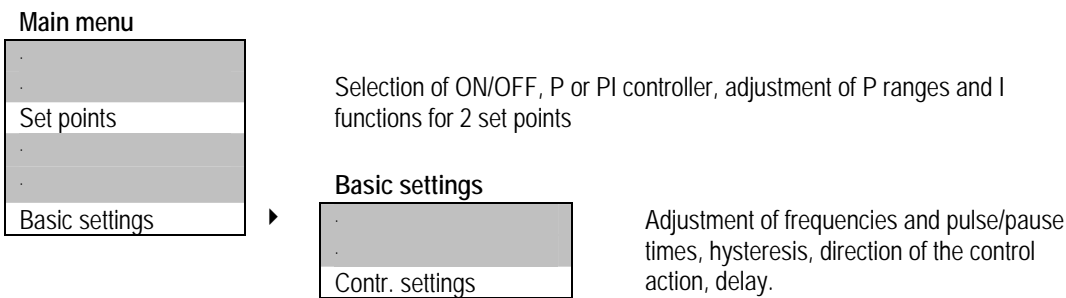 Main menu
.
.
Set points
.
.
Basic settings
Selection of ON/OFF, P or PI controller, adjustment of P ranges and I
functions for 2 set points
Basic settings
.
.
Contr. settings
Adjustment of frequencies and pulse/pause
times, hysteresis, direction of the control
action, delay.